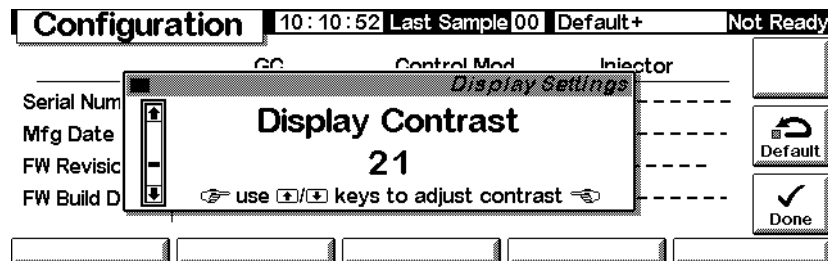 Configuration 10:10:52 Last Sample 00 Default+ Not Ready
GC Control Mod Injector
Display Settings
Serial Num
Display Contrast
Mfg Date
Default
FW Revisic
21
FW Build D
use / keys to adjust contrast
Done